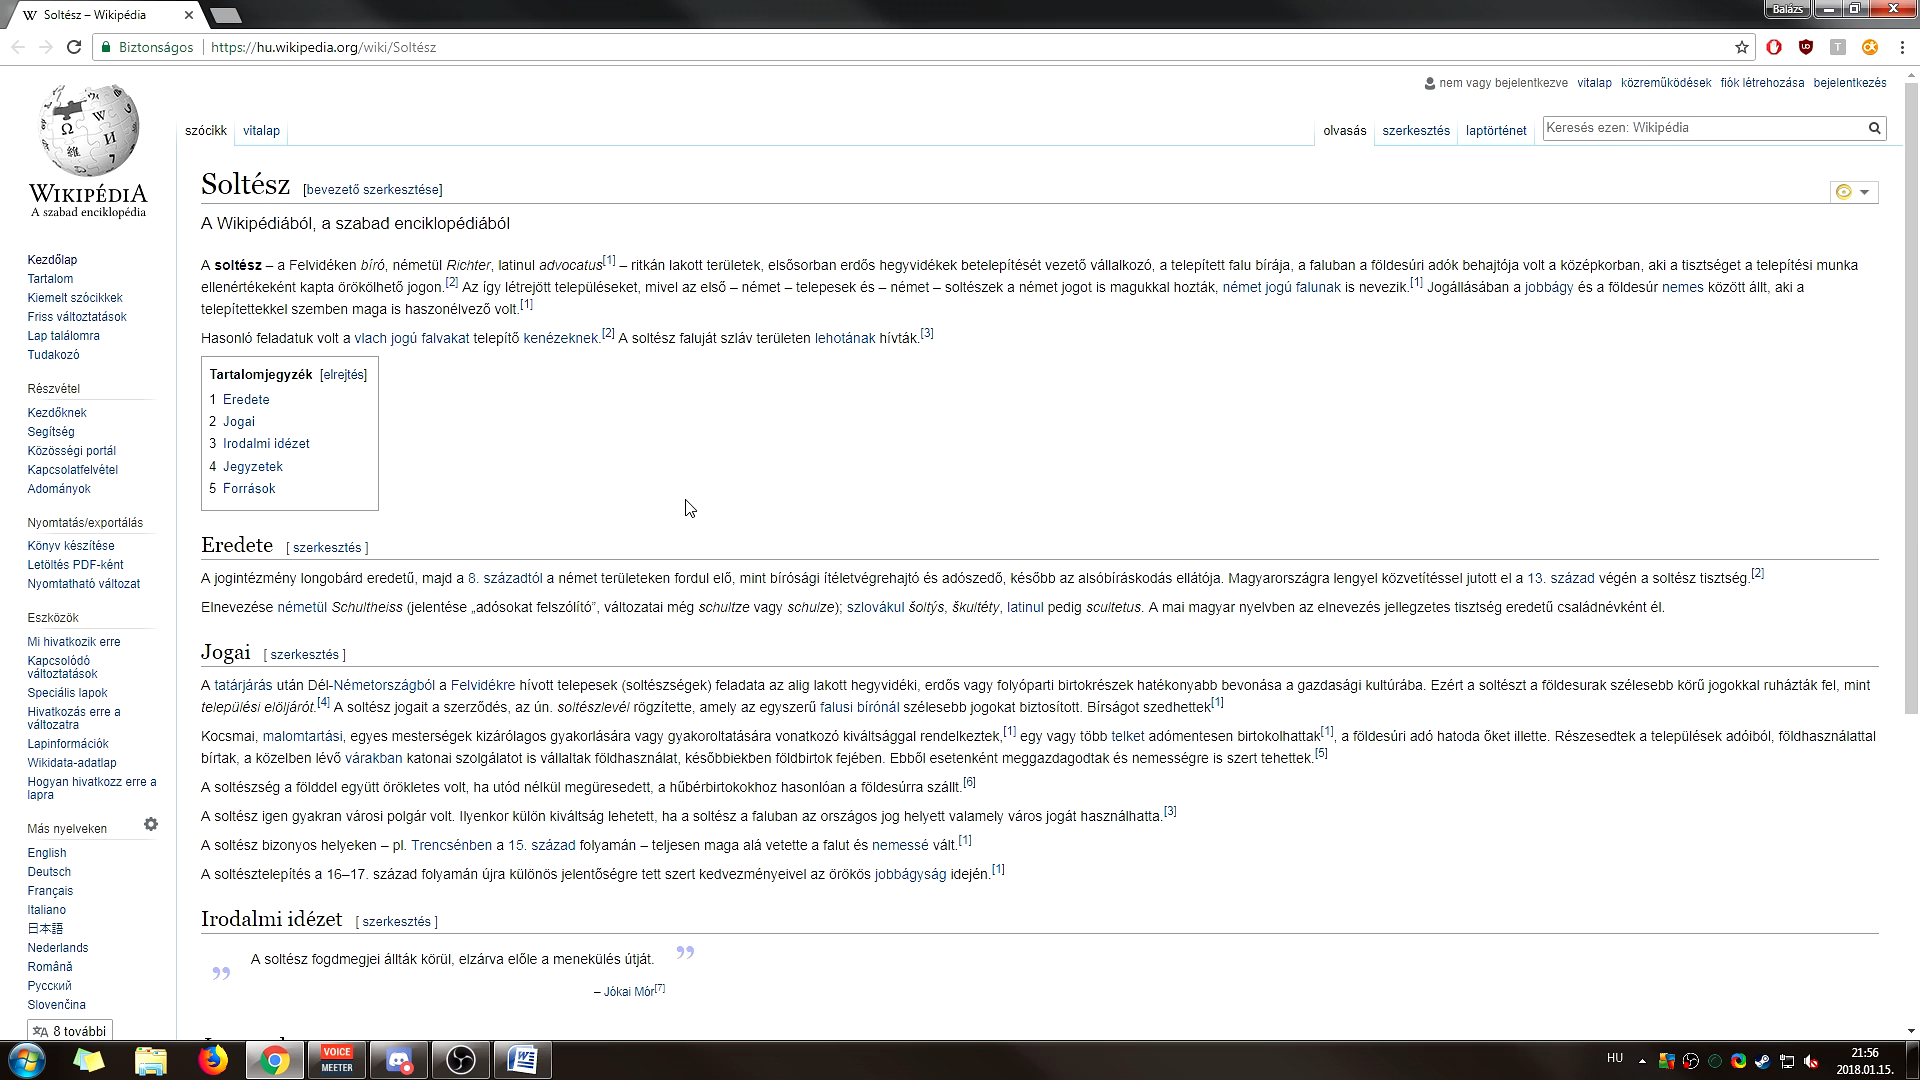 Soltész – Wikipédia
Balázs
Biztonságos
https://hu.wikipedia.org/wiki/Soltész
nem vagy bejelentkezve vitalap közreműködések fiók létrehozása bejelentkezés
szócikk vitalap
olvasás szerkesztés laptörténet
Keresés ezen: Wikipédia
WIKIPÉDIA
A szabad enciklopédia
Kezdőlap
Tartalom
Kiemelt szócikkek
Friss változtatások
Lap találomra
Tudakozó
Részvétel
Kezdőknek
Segítség
Közösségi portál
Kapcsolatfelvétel
Adományok
Nyomtatás/exportálás
Könyv készítése
Letöltés PDF-ként
Nyomtatható változat
Eszközök
Mi hivatkozik erre
Kapcsolódó
változtatások
Speciális lapok
Hivatkozás erre a
változatra
Lapinformációk
Wikidata-adatlap
Hogyan hivatkozz erre a
lapra
Más nyelveken
English
Deutsch
Français
Italiano
日本語
Nederlands
Română
Русский
Slovenčina
8 további
Soltész [bevezető szerkesztése]
A Wikipédiából, a szabad enciklopédiából
A soltész – a Felvidéken bíró, németül Richter, latinul advocatus[1] – ritkán lakott területek, elsősorban erdős hegyvidékek betelepítését vezető vállalkozó, a telepített falu bírája, a faluban a földesúri adók behajtója volt a középkorban, aki a tisztséget a telepítési munka
ellenértékeként kapta örökölhető jogon.[2] Az így létrejött településeket, mivel az első – német – telepesek és – német – soltészek a német jogot is magukkal hozták, német jogú falunak is nevezik.[1] Jogállásában a jobbágy és a földesúr nemes között állt, aki a
telepítettekkel szemben maga is haszonélvező volt.[1]
Hasonló feladatuk volt a vlach jogú falvakat telepítő kenézeknek.[2] A soltész faluját szláv területen lehotának hívták.[3]
Tartalomjegyzék [elrejtés]
1 Eredete
2 Jogai
3 Irodalmi idézet
4 Jegyzetek
5 Források
Eredete [ szerkesztés ]
A jogintézmény longobárd eredetű, majd a 8. századtól a német területeken fordul elő, mint bírósági ítéletvégrehajtó és adószedő, később az alsóbíráskodás ellátója. Magyarországra lengyel közvetítéssel jutott el a 13. század végén a soltész tisztség.[2]
Elnevezése németül Schultheiss (jelentése „adósokat felszólító”, változatai még schultze vagy schulze); szlovákul šoltýs, škultéty, latinul pedig scultetus. A mai magyar nyelvben az elnevezés jellegzetes tisztség eredetű családnévként él.
Jogai [ szerkesztés ]
A tatárjárás után Dél-Németországból a Felvidékre hívott telepesek (soltészségek) feladata az alig lakott hegyvidéki, erdős vagy folyóparti birtokrészek hatékonyabb bevonása a gazdasági kultúrába. Ezért a soltészt a földesurak szélesebb körű jogokkal ruházták fel, mint
települési elöljárót.[4] A soltész jogait a szerződés, az ún. soltészlevél rögzítette, amely az egyszerű falusi bírónál szélesebb jogokat biztosított. Bírságot szedhettek[1]
Kocsmai, malomtartási, egyes mesterségek kizárólagos gyakorlására vagy gyakoroltatására vonatkozó kiváltsággal rendelkeztek,[1] egy vagy több telket adómentesen birtokolhattak[1], a földesúri adó hatoda őket illette. Részesedtek a települések adóiból, földhasználattal
bírtak, a közelben lévő várakban katonai szolgálatot is vállaltak földhasználat, későbbiekben földbirtok fejében. Ebből esetenként meggazdagodtak és nemességre is szert tehettek.[5]
A soltészség a földdel együtt örökletes volt, ha utód nélkül megüresedett, a hűbérbirtokokhoz hasonlóan a földesúrra szállt.[6]
A soltész igen gyakran városi polgár volt. Ilyenkor külön kiváltság lehetett, ha a soltész a faluban az országos jog helyett valamely város jogát használhatta.[3]
A soltész bizonyos helyeken – pl. Trencsénben a 15. század folyamán – teljesen maga alá vetette a falut és nemessé vált.[1]
A soltésztelepítés a 16–17. század folyamán újra különös jelentőségre tett szert kedvezményeivel az örökös jobbágyság idején.[1]
Irodalmi idézet [ szerkesztés ]
” A soltész fogdmegjei állták körül, elzárva előle a menekülés útját. ”
– Jókai Mór[7]
VOICE
MEETER
HU
21:56
2018.01.15.